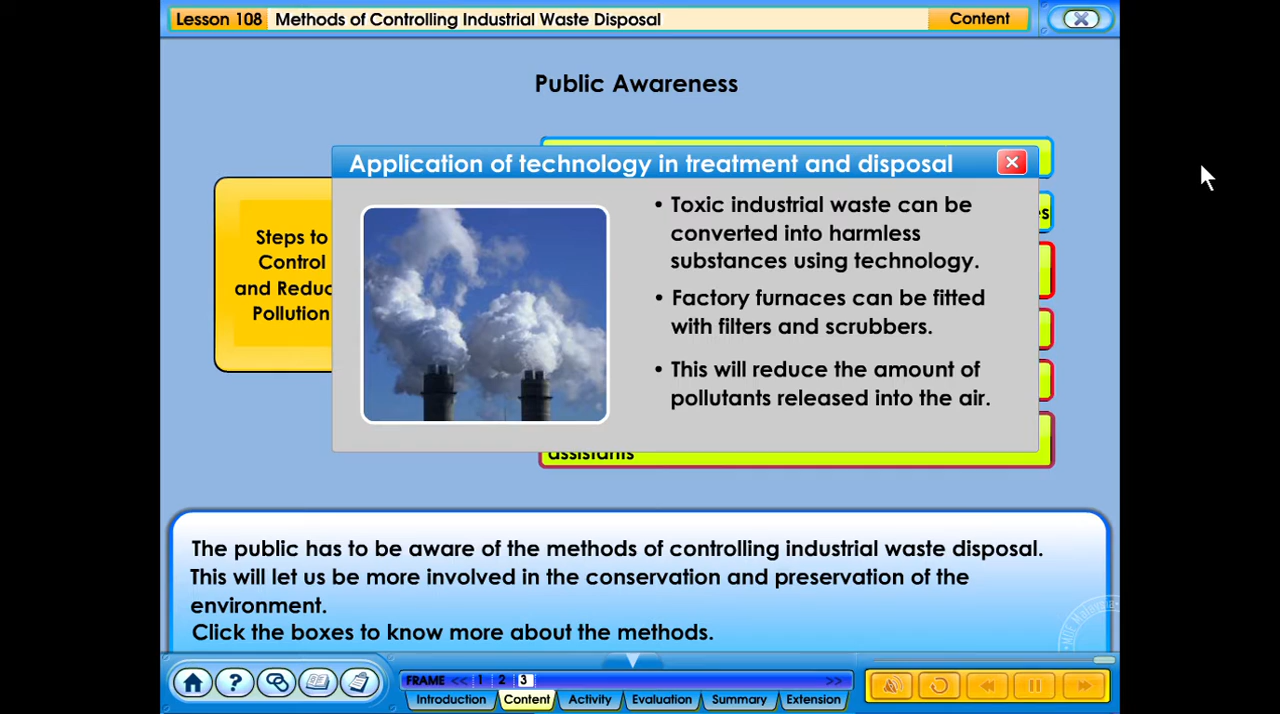 Lesson 108 Methods of Controlling Industrial Waste Disposal Content
Public Awareness
Application of technology in treatment and disposal
Steps to
Control
and Reduc
Pollution
• Toxic industrial waste can be
converted into harmless
substances using technology.
• Factory furnaces can be fitted
with filters and scrubbers.
• This will reduce the amount of
pollutants released into the air.
es
assistants
The public has to be aware of the methods of controlling industrial waste disposal.
This will let us be more involved in the conservation and preservation of the
environment.
Click the boxes to know more about the methods.
FRAME << 1 2 3 >>
Introduction Content Activity Evaluation Summary Extension